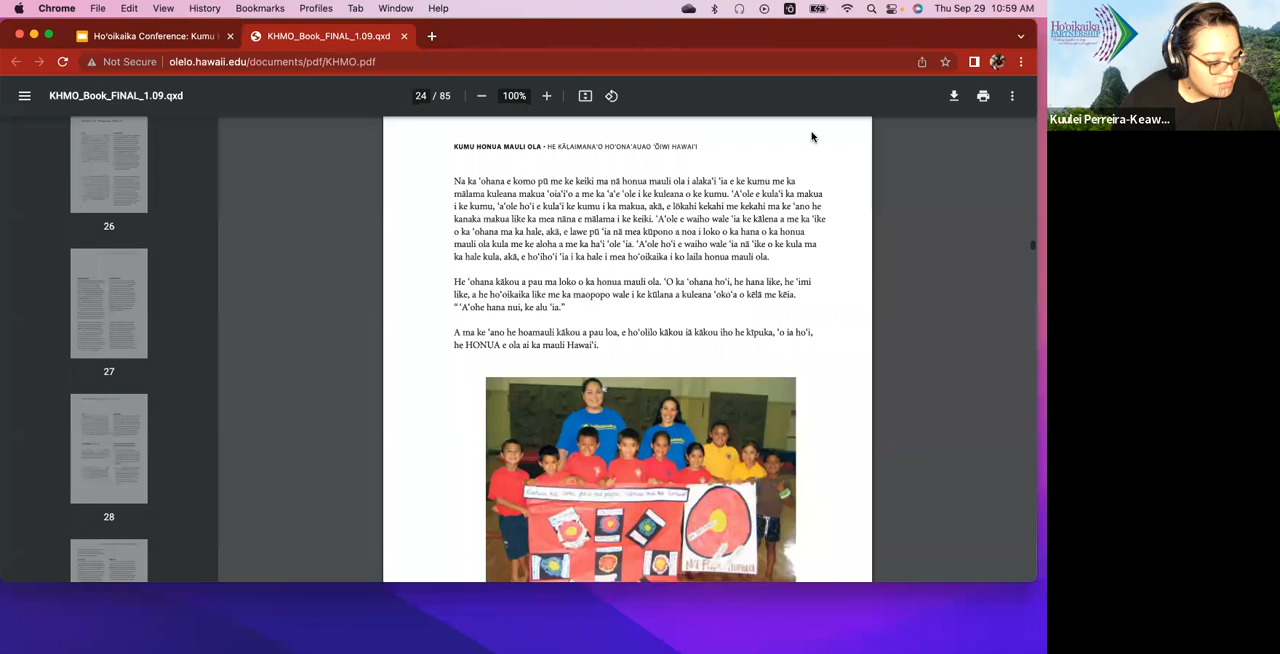 Chrome File Edit View History Bookmarks Profiles Tab Window Help Thu Sep 29 10:59 AM
Hoʻoikaika Conference: Kumu KHMO_Book_FINAL_1.09.qxd
Not Secure olelo.hawaii.edu/documents/pdf/KHMO.pdf
KHMO_Book_FINAL_1.09.qxd 24 / 85 100%
26
27
28
KUMU HONUA MAULI OLA • HE KĀLAIMANAʻO HOʻONAʻAUAO ʻŌIWI HAWAIʻI
Na ka ʻohana e komo pū me ke keiki ma nā honua mauli ola i alakaʻi ʻia e ke kumu me ka
mālama kuleana makua ʻoiaʻiʻo a me ka ʻaʻe ʻole i ke kuleana o ke kumu. ʻAʻole e kulaʻi ka makua
i ke kumu, ʻaʻole hoʻi e kulaʻi ke kumu i ka makua, akā, e lōkahi kekahi me kekahi ma ke ʻano he
kanaka makua like ka mea nāna e mālama i ke keiki. ʻAʻole e waiho wale ʻia ke kālena a me ka ʻike
o ka ʻohana ma ka hale, akā, e lawe pū ʻia nā mea kūpono a noa i loko o ka hana o ka honua
mauli ola kula me ke aloha a me ka haʻi ʻole ʻia. ʻAʻole hoʻi e waiho wale ʻia nā ʻike o ke kula ma
ka hale kula, akā, e hoʻihoʻi ʻia i ka hale i mea hoʻoikaika i ko laila honua mauli ola.
He ʻohana kākou a pau ma loko o ka honua mauli ola. ʻO ka ʻohana hoʻi, he hana like, he ʻimi
like, a he hoʻoikaika like me ka maopopo wale i ke kūlana a kuleana ʻokoʻa o kēlā me kēia.
“ ʻAʻohe hana nui, ke alu ʻia.”
A ma ke ʻano he hoamauli kākou a pau loa, e hoʻolilo kākou iā kākou iho he kīpuka, ʻo ia hoʻi,
he HONUA e ola ai ka mauli Hawaiʻi.
Nā Piko ʻHonua
Hoʻoikaika
PARTNERSHIP
Kuulei Perreira-Keaw...